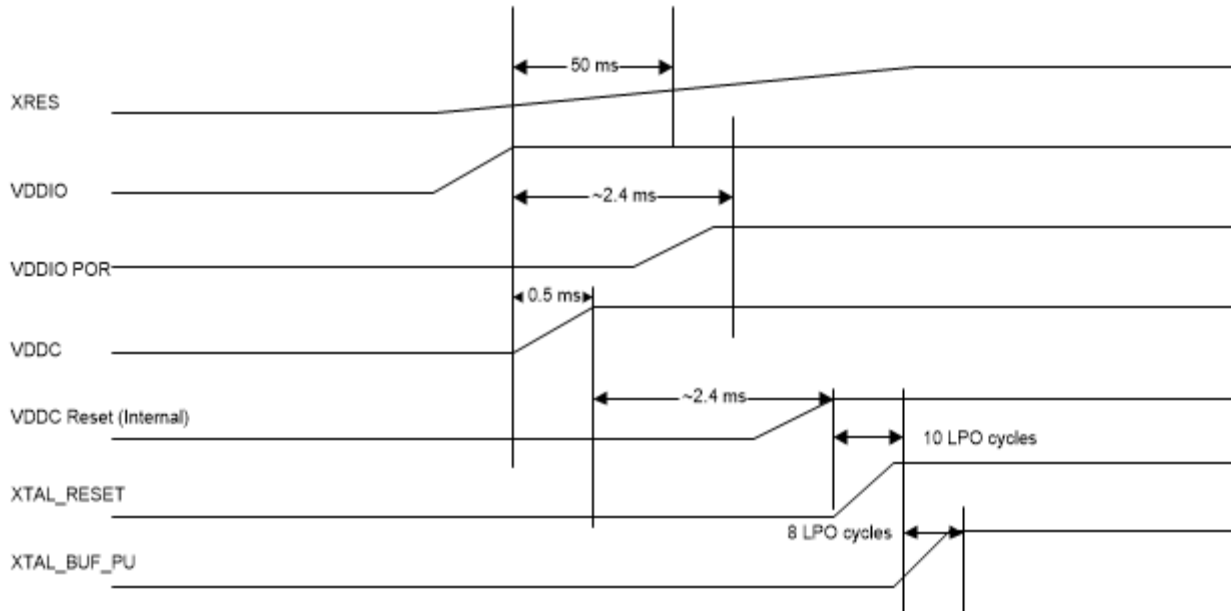 50 ms
XRES
VDDIO
~2.4 ms
VDDIO POR
0.5 ms
VDDC
~2.4 ms
VDDC Reset (Internal)
10 LPO cycles
XTAL_RESET
8 LPO cycles
XTAL_BUF_PU